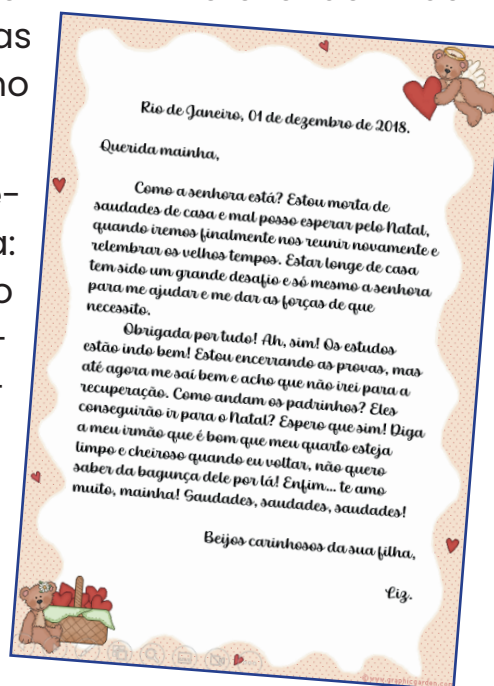 as
no
e-
a:
o
-
-
Rio de Janeiro, 01 de dezembro de 2018.
Querida mainha,
Como a senhora está? Estou morta de
saudades de casa e mal posso esperar pelo Natal,
quando iremos finalmente nos reunir novamente e
relembrar os velhos tempos. Estar longe de casa
tem sido um grande desafio e só mesmo a senhora
para me ajudar e me dar as forças de que
necessito.
Obrigada por tudo! Ah, sim! Os estudos
estão indo bem! Estou encerrando as provas, mas
até agora me saí bem e acho que não irei para a
recuperação. Como andam os padrinhos? Eles
conseguirão ir para o Natal? Espero que sim! Diga
a meu irmão que é bom que meu quarto esteja
limpo e cheiroso quando eu voltar, não quero
saber da bagunça dele por lá! Enfim... te amo
muito, mainha! Saudades, saudades, saudades!
Beijos carinhosos da sua filha,
Liz.
© www.graphicgarden.com